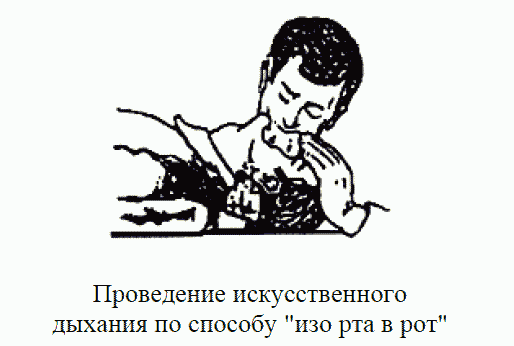 Проведение искусственного
дыхания по способу "изо рта в рот"